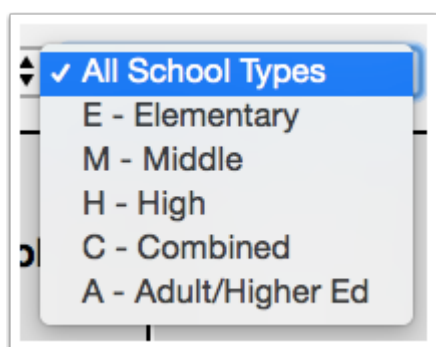 ✓ All School Types
E - Elementary
M - Middle
H - High
C - Combined
A - Adult/Higher Ed